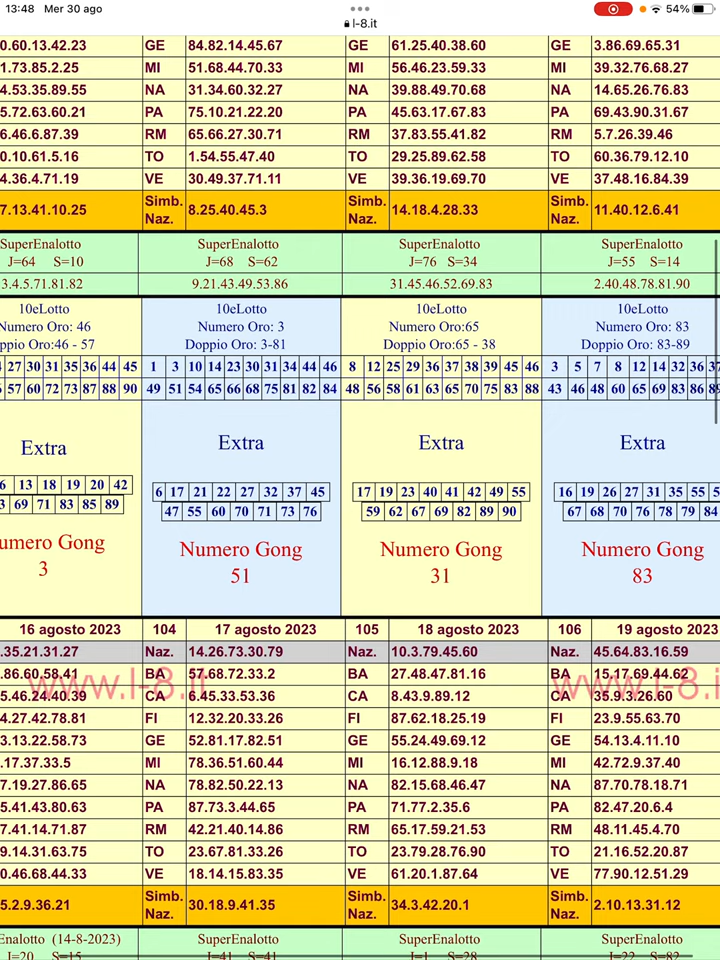 13:48 Mer 30 ago 54%
l-8.it
0.60.13.42.23 GE 84.82.14.45.67 GE 61.25.40.38.60 GE 3.86.69.65.31
1.73.85.2.25 MI 51.68.44.70.33 MI 56.46.23.59.33 MI 39.32.76.68.27
4.53.35.89.55 NA 31.34.60.32.27 NA 39.88.49.70.68 NA 14.65.26.76.83
5.72.63.60.21 PA 75.10.21.22.20 PA 45.63.17.67.83 PA 69.43.90.31.67
6.46.6.87.39 RM 65.66.27.30.71 RM 37.83.55.41.82 RM 5.7.26.39.46
0.10.61.5.16 TO 1.54.55.47.40 TO 29.25.89.62.58 TO 60.36.79.12.10
4.36.4.71.19 VE 30.49.37.71.11 VE 39.36.19.69.70 VE 37.48.16.84.39
7.13.41.10.25 Simb. Naz. 8.25.40.45.3 Simb. Naz. 14.18.4.28.33 Simb. Naz. 11.40.12.6.41
SuperEnalotto SuperEnalotto SuperEnalotto SuperEnalotto
J=64 S=10 J=68 S=62 J=76 S=34 J=55 S=14
3.4.5.71.81.82 9.21.43.49.53.86 31.45.46.52.69.83 2.40.48.78.81.90
10eLotto 10eLotto 10eLotto 10eLotto
Numero Oro: 46 Numero Oro: 3 Numero Oro:65 Numero Oro: 83
ppio Oro:46 - 57 Doppio Oro: 3-81 Doppio Oro:65 - 38 Doppio Oro: 83-89
27 30 31 35 36 44 45 1 3 10 14 23 30 31 34 44 46 8 12 25 29 36 37 38 39 45 46 3 5 7 8 12 14 32 36 37
57 60 72 73 87 88 90 49 51 54 65 66 68 75 81 82 84 48 56 58 61 63 65 70 75 83 88 43 46 48 60 65 69 83 86 89
Extra Extra Extra Extra
6 13 18 19 20 42 6 17 21 22 27 32 37 45 17 19 23 40 41 42 49 55 16 19 26 27 31 35 55 5
3 69 71 83 85 89 47 55 60 70 71 73 76 59 62 67 69 82 89 90 67 68 70 76 78 79 84
umero Gong Numero Gong Numero Gong Numero Gong
3 51 31 83
16 agosto 2023 104 17 agosto 2023 105 18 agosto 2023 106 19 agosto 2023
.35.21.31.27 Naz. 14.26.73.30.79 Naz. 10.3.79.45.60 Naz. 45.64.83.16.59
.86.60.58.41 BA 57.68.72.33.2 BA 27.48.47.81.16 BA 15.17.69.44.62
www.l-8.it www.l-8.i
5.46.24.40.39 CA 6.45.33.53.36 CA 8.43.9.89.12 CA 35.9.3.26.60
4.27.42.78.81 FI 12.32.20.33.26 FI 87.62.18.25.19 FI 23.9.55.63.70
3.13.22.58.73 GE 52.81.17.82.51 GE 55.24.49.69.12 GE 54.13.4.11.10
.17.37.33.5 MI 78.36.51.60.44 MI 16.12.88.9.18 MI 42.72.9.37.40
7.19.27.86.65 NA 78.82.50.22.13 NA 82.15.68.46.47 NA 87.70.78.18.71
5.41.43.80.63 PA 87.73.3.44.65 PA 71.77.2.35.6 PA 82.47.20.6.4
7.41.14.71.87 RM 42.21.40.14.86 RM 65.17.59.21.53 RM 48.11.45.4.70
9.14.31.63.75 TO 23.67.81.33.26 TO 23.79.28.76.90 TO 21.16.52.20.87
0.46.68.44.33 VE 18.14.15.83.35 VE 61.20.1.87.64 VE 77.90.12.51.29
5.2.9.36.21 Simb. Naz. 30.18.9.41.35 Simb. Naz. 34.3.42.20.1 Simb. Naz. 2.10.13.31.12
Enalotto (14-8-2023) SuperEnalotto SuperEnalotto SuperEnalotto
J=20 S=15 J=41 S=41 J=1 S=28 J=22 S=82